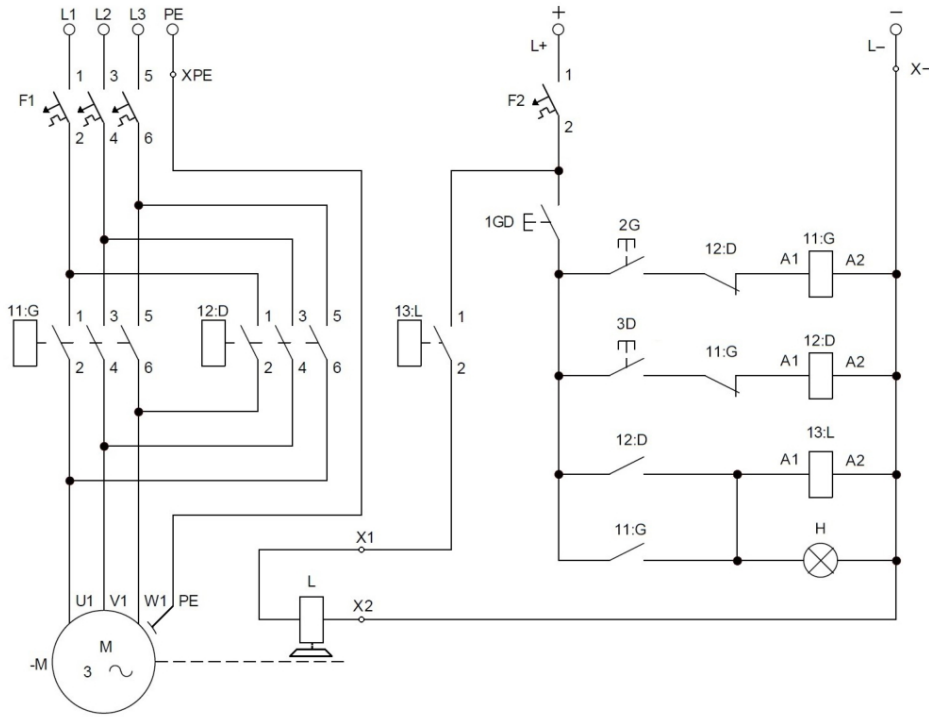 L1 L2 L3 PE + −
L+ L−
XPE X−
1 3 5 1
F1 F2
2 4 6 2
1GD 2G
12:D 11:G
A1 A2
11:G 1 3 5 12:D 1 3 5 13:L 1
3D
11:G 12:D
2 4 6 2 4 6 2
A1 A2
12:D 13:L
A1 A2
11:G H
X1
L
U1 V1 W1 PE X2
M
-M
3